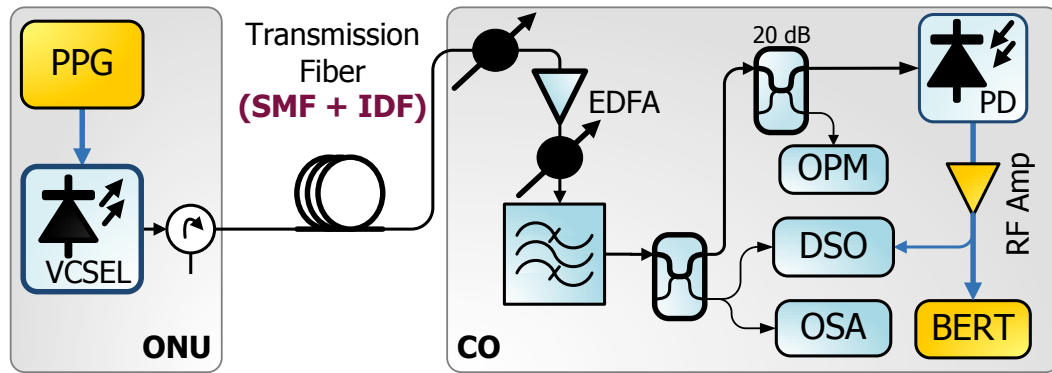 PPG
VCSEL
ONU
Transmission
Fiber
(SMF + IDF)
CO
EDFA
20 dB
OPM
PD
RF Amp
DSO
OSA
BERT